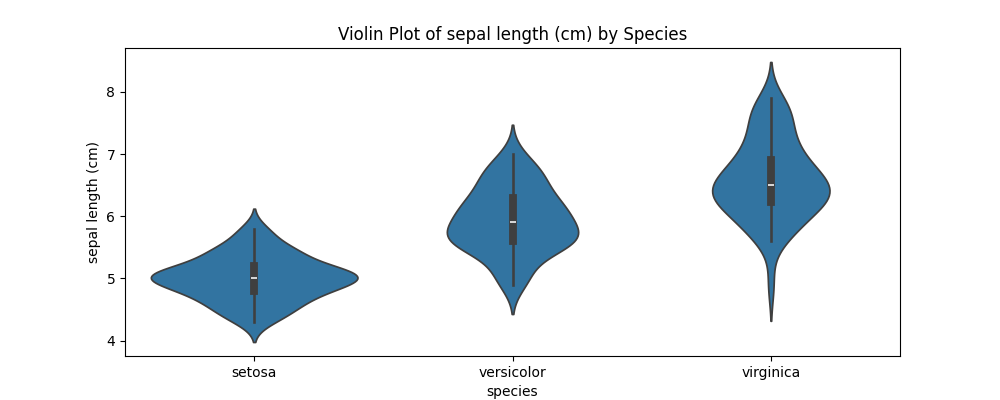 Violin Plot of sepal length (cm) by Species
sepal length (cm)
8
7
6
5
4
setosa
versicolor
virginica
species